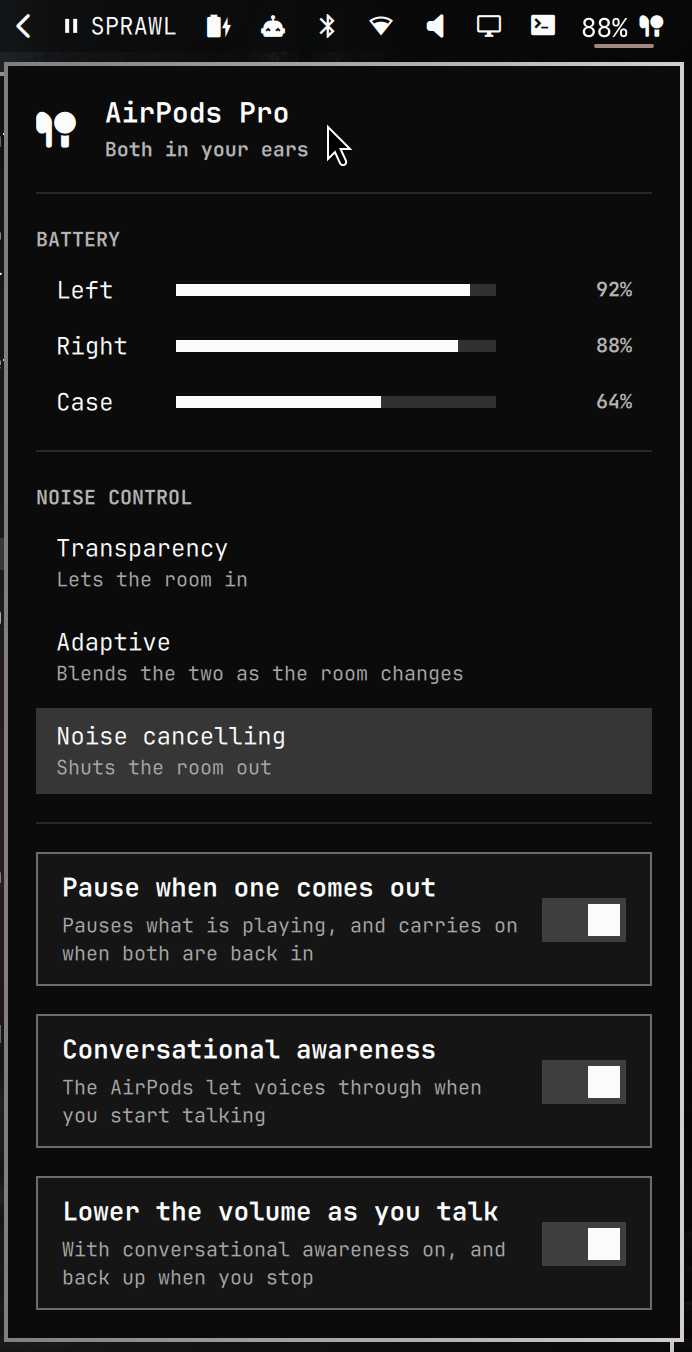 SPRAWL
88%
AirPods Pro
Both in your ears
BATTERY
Left 92%
Right 88%
Case 64%
NOISE CONTROL
Transparency
Lets the room in
Adaptive
Blends the two as the room changes
Noise cancelling
Shuts the room out
Pause when one comes out
Pauses what is playing, and carries on
when both are back in
Conversational awareness
The AirPods let voices through when
you start talking
Lower the volume as you talk
With conversational awareness on, and
back up when you stop